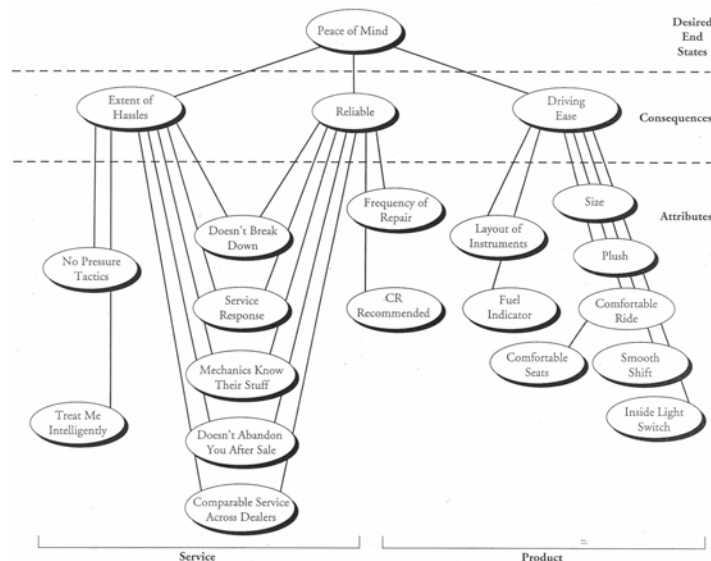 Peace of Mind
Desired
End
States
Extent of
Hassles
Reliable
Driving
Ease
Consequences
Size
Frequency of
Repair
Attributes
Doesn't Break
Down
Layout of
Instruments
No Pressure
Tactics
Plush
Service
Response
CR
Recommended
Fuel
Indicator
Comfortable
Ride
Mechanics Know
Their Stuff
Comfortable
Seats
Smooth
Shift
Treat Me
Intelligently
Doesn't Abandon
You After Sale
Inside Light
Switch
Comparable Service
Across Dealers
Service
Product